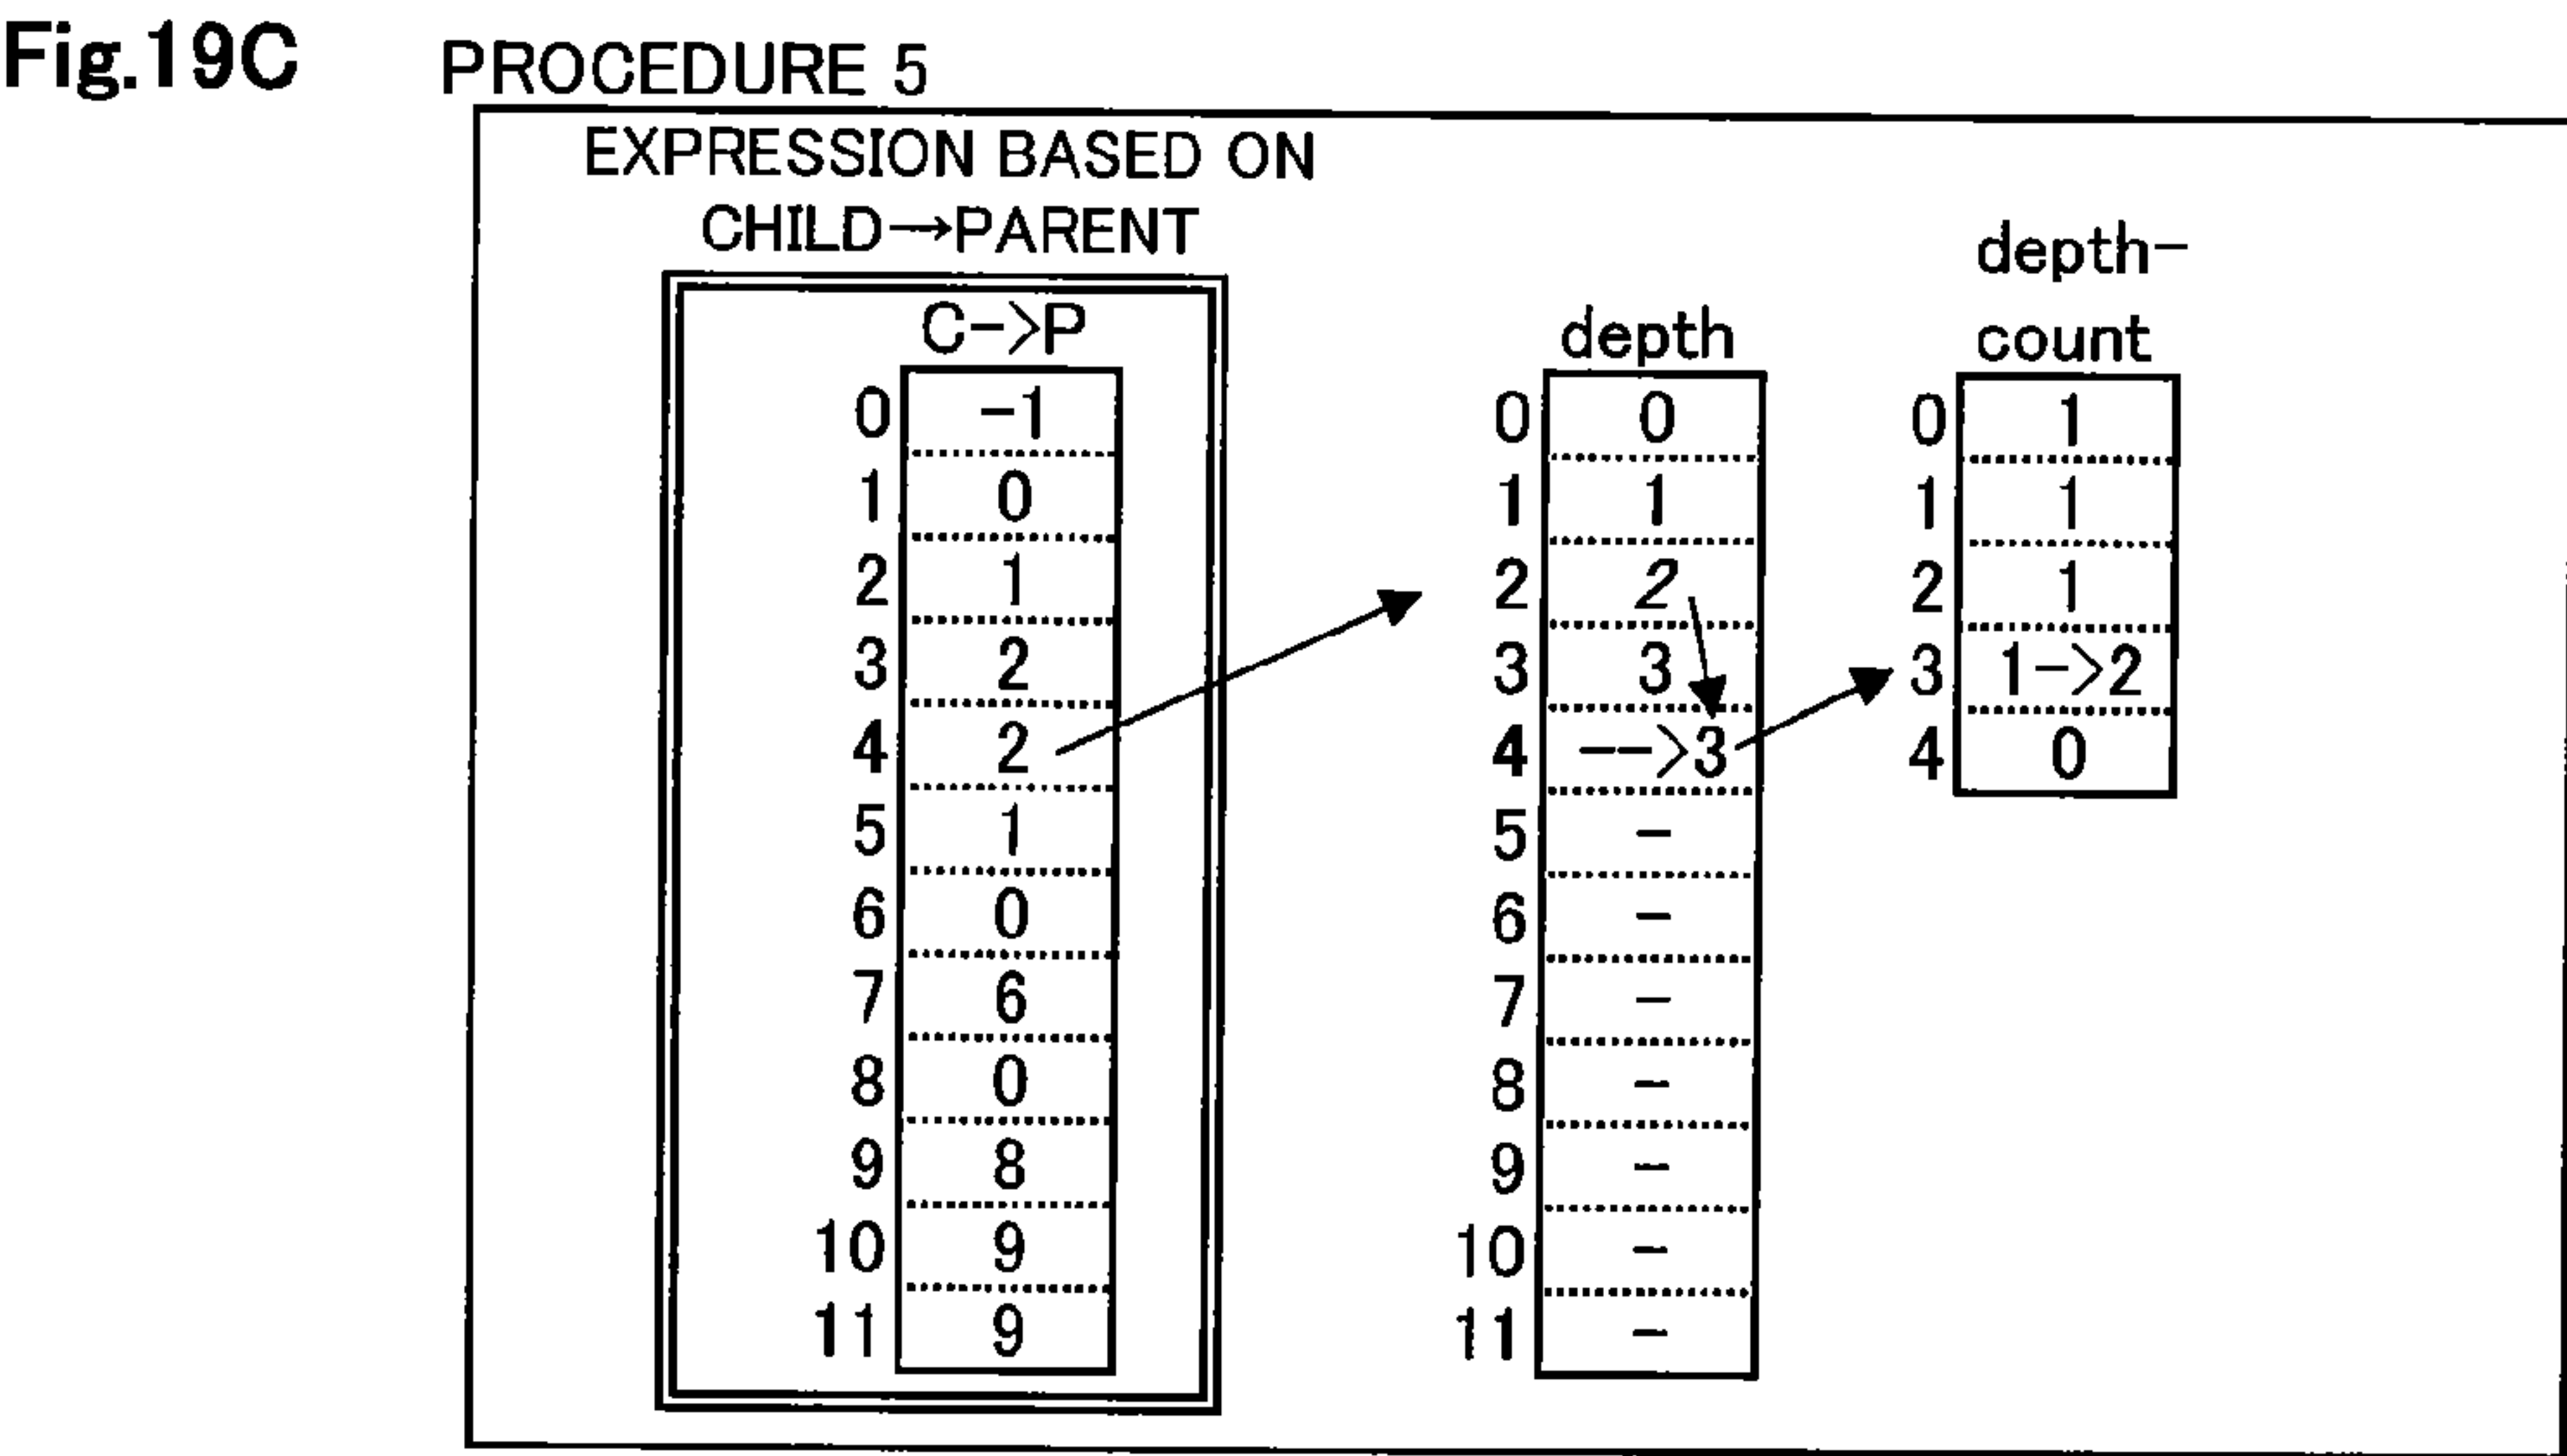 Fig.19C PROCEDURE 5
EXPRESSION BASED ON
CHILD→PARENT
depth-
C->P depth count
0 -1 0 0 0 1
1 0 1 1 1 1
2 1 2 2 2 1
3 2 3 3 3 1->2
4 2 4 -->3 4 0
5 1 5 -
6 0 6 -
7 6 7 -
8 0 8 -
9 8 9 -
10 9 10 -
11 9 11 -